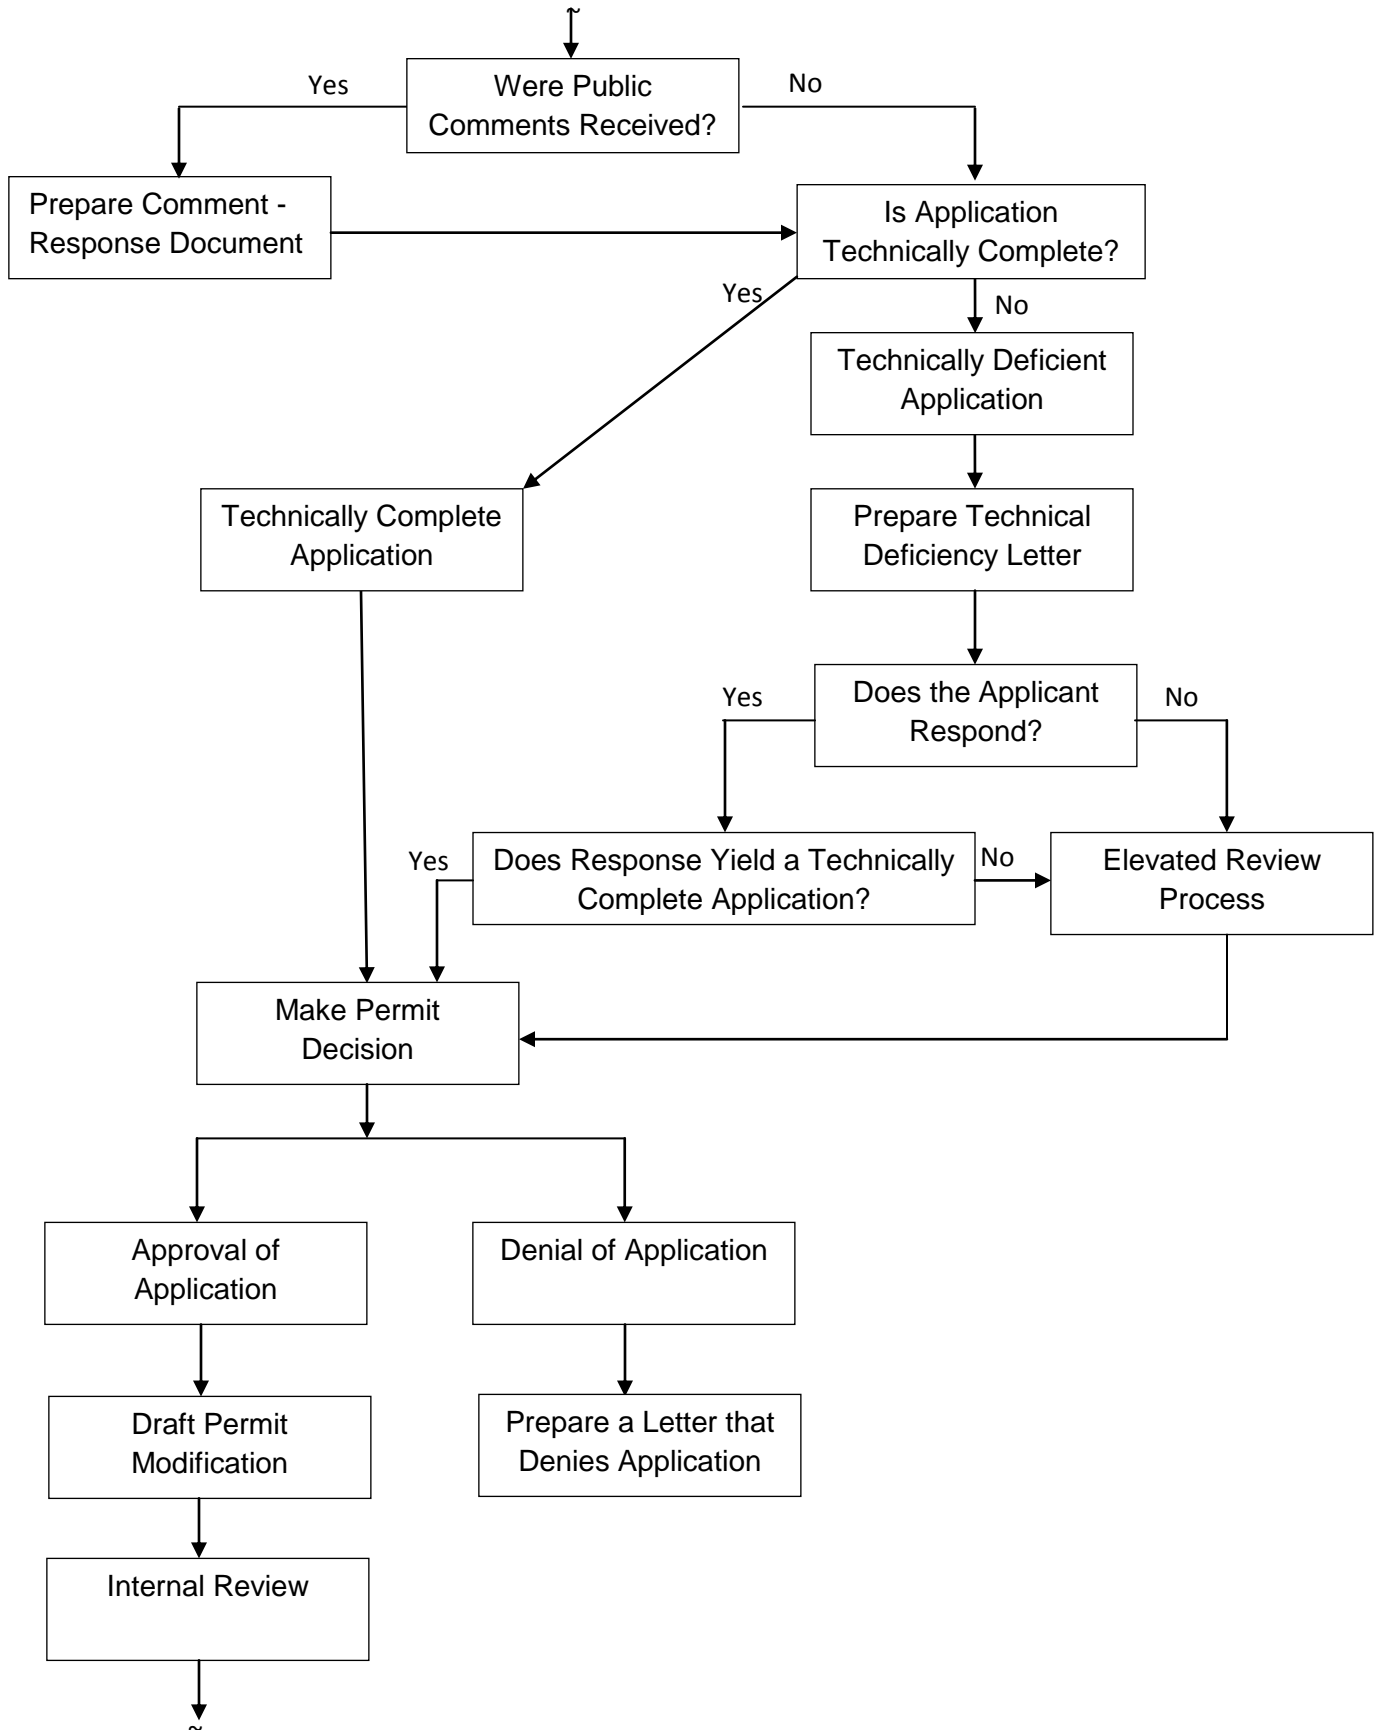 ~
Were Public
Comments Received?
Yes
No
Prepare Comment -
Response Document
Is Application
Technically Complete?
Yes
No
Technically Deficient
Application
Technically Complete
Application
Prepare Technical
Deficiency Letter
Does the Applicant
Respond?
Yes
No
Does Response Yield a Technically
Complete Application?
Yes
No
Elevated Review
Process
Make Permit
Decision
Approval of
Application
Denial of Application
Draft Permit
Modification
Prepare a Letter that
Denies Application
Internal Review
~